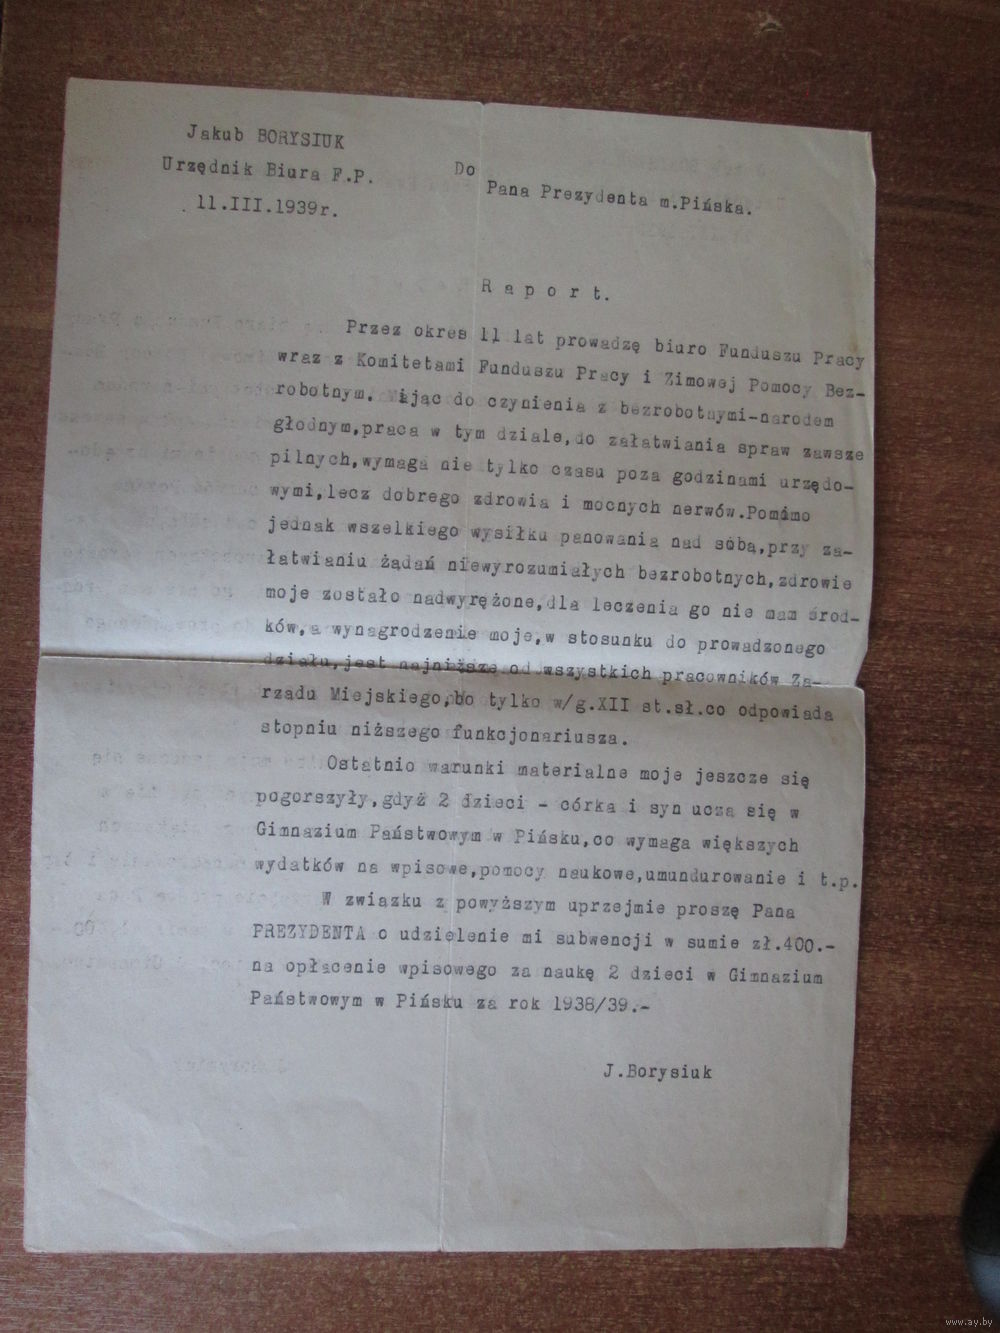 Jakub BORYSIUK
Urzędnik Biura F.P.
11.III.1939r.
Do
Pana Prezydenta m.Pińska.
R a p o r t.
Przez okres 11 lat prowadzę biuro Funduszu Pracy
wraz z Komitetami Funduszu Pracy i Zimowej Pomocy Bez-
robotnym. Mając do czynienia z bezrobotnymi-narodem
głodnym,praca w tym dziale,do załatwiania spraw zawsze
pilnych,wymaga nie tylko czasu poza godzinami urzędo-
wymi,lecz dobrego zdrowia i mocnych nerwów.Pomimo
jednak wszelkiego wysiłku panowania nad sobą,przy za-
łatwianiu żądań niewyrozumiałych bezrobotnych,zdrowie
moje zostało nadwyrężone,dla leczenia go nie mam środ-
ków,a wynagrodzenie moje,w stosunku do prowadzonego
działu,jest najniższe od wszystkich pracowników Za-
rządu Miejskiego,bo tylko w/g.XII st.sł.co odpowiada
stopniu niższego funkcjonariusza.
Ostatnio warunki materialne moje jeszcze się
pogorszyły,gdyż 2 dzieci - córka i syn uczą się w
Gimnazium Państwowym w Pińsku,co wymaga większych
wydatków na wpisowe,pomocy naukowe,umundurowanie i t.p.
W związku z powyższym uprzejmie proszę Pana
PREZYDENTA o udzielenie mi subwencji w sumie zł.400.-
na opłacenie wpisowego za naukę 2 dzieci w Gimnazium
Państwowym w Pińsku za rok 1938/39.-
J.Borysiuk
www.ay.by